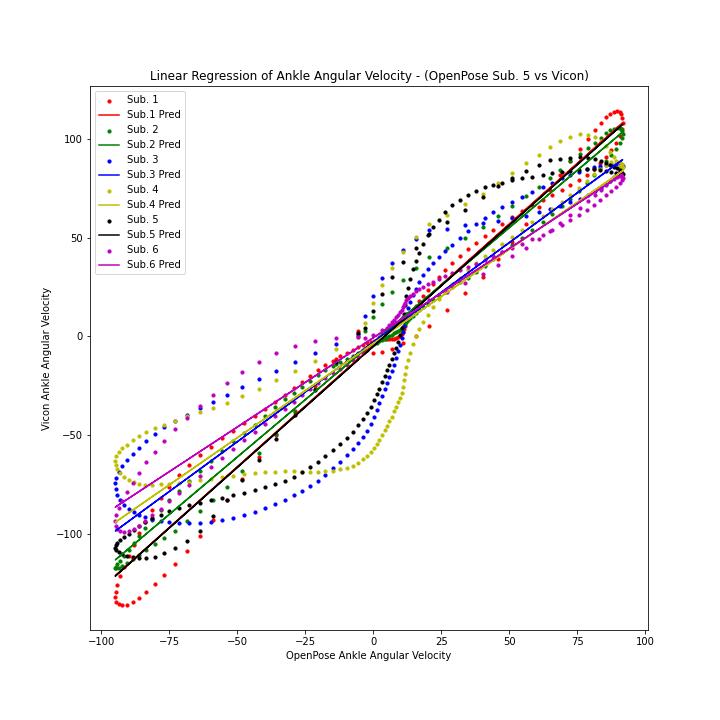 Linear Regression of Ankle Angular Velocity - (OpenPose Sub. 5 vs Vicon)
Sub. 1
Sub.1 Pred
Sub. 2
Sub.2 Pred
Sub. 3
Sub.3 Pred
Sub. 4
Sub.4 Pred
Sub. 5
Sub.5 Pred
Sub. 6
Sub.6 Pred
100
50
0
−50
−100
Vicon Ankle Angular Velocity
−100 −75 −50 −25 0 25 50 75 100
OpenPose Ankle Angular Velocity